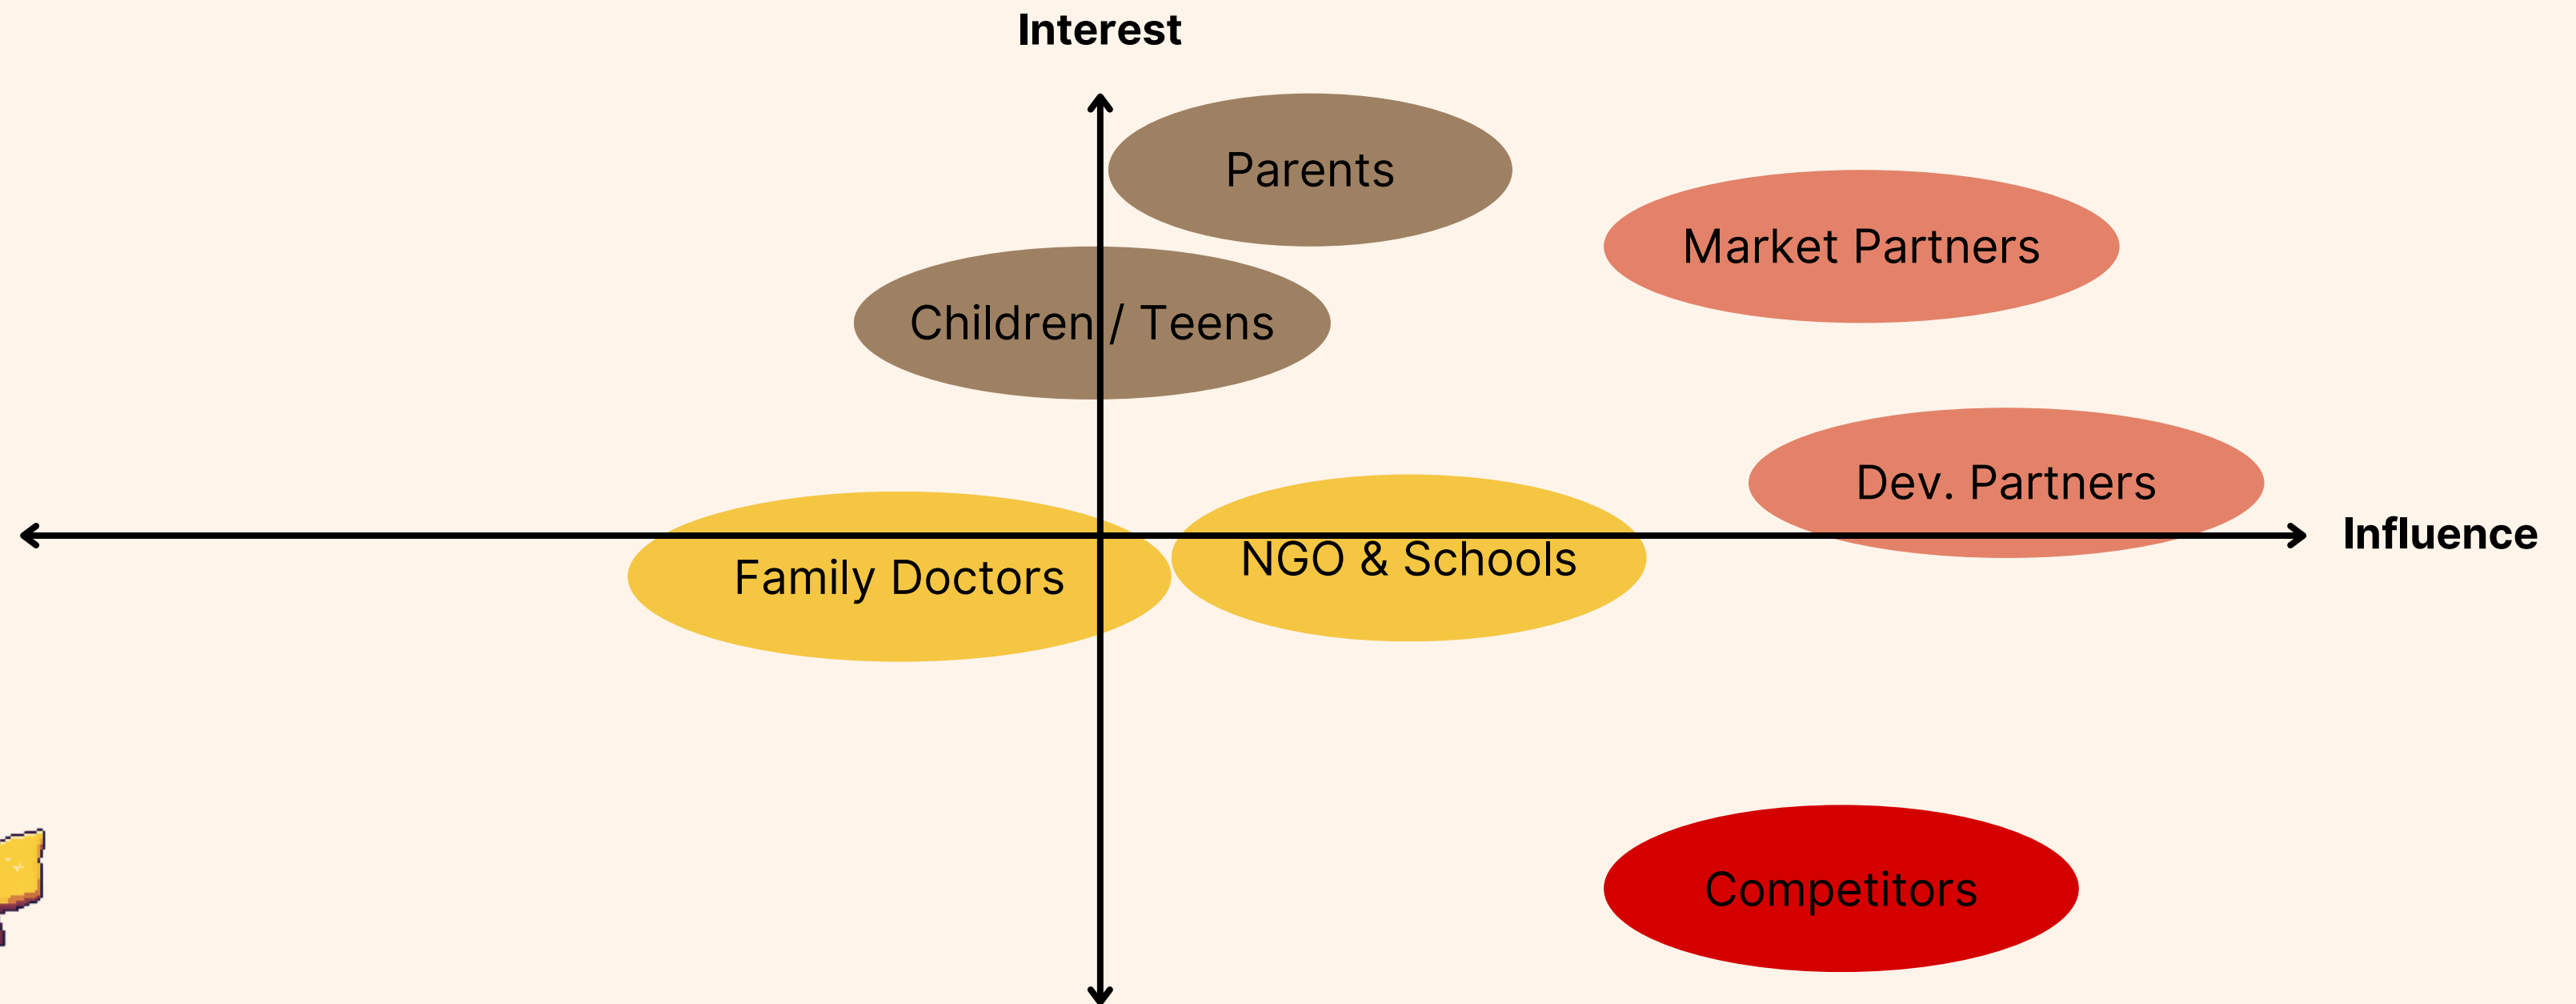 Interest
Parents
Market Partners
Children / Teens
Dev. Partners
Influence
NGO & Schools
Family Doctors
Competitors